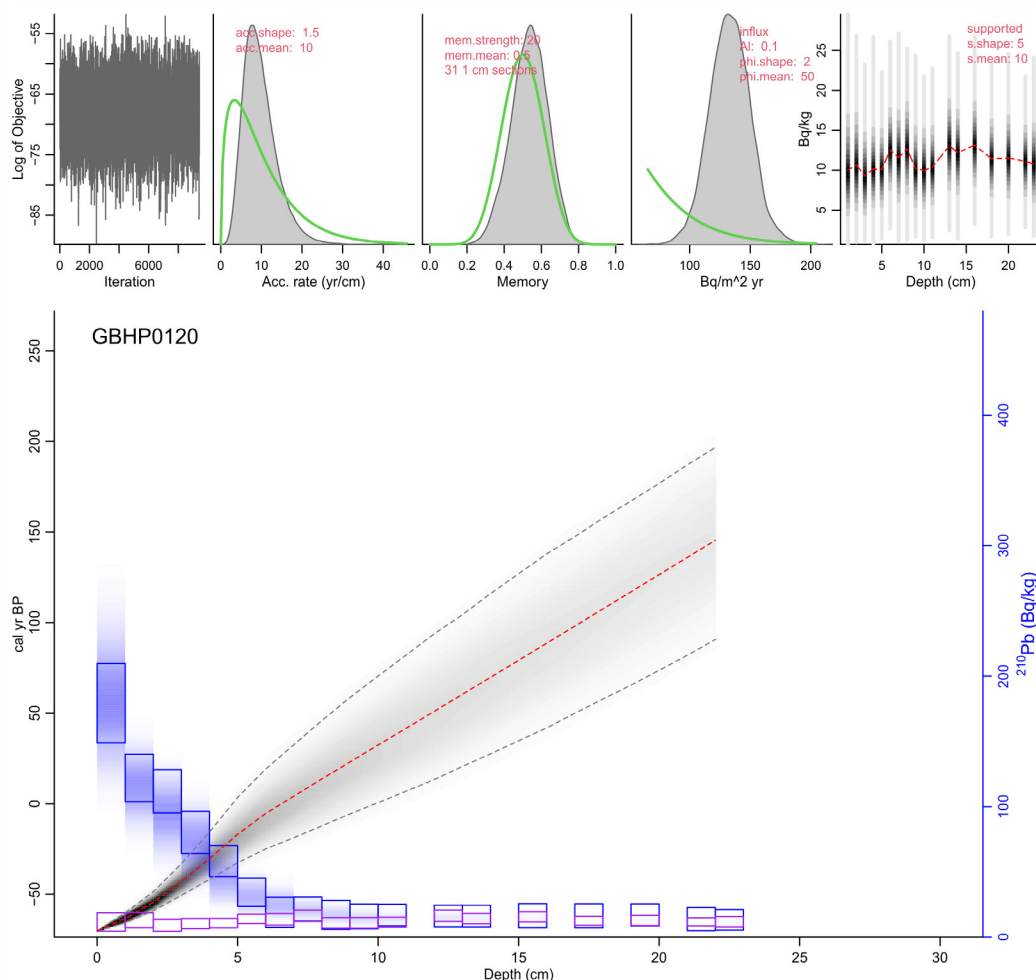 -55
-65
-75
-85
Log of Objective
0 2000 6000
Iteration
acc.shape: 1.5
acc.mean: 10
0 10 20 30 40
Acc. rate (yr/cm)
mem.strength: 20
mem.mean: 0.5
31 1 cm sections
0.0 0.2 0.4 0.6 0.8 1.0
Memory
influx
Al: 0.1
phi.shape: 2
phi.mean: 50
100 150 200
Bq/m^2 yr
supported
s.shape: 5
s.mean: 10
25
20
15
10
5
Bq/kg
5 10 15 20
Depth (cm)
GBHP0120
250
200
150
100
50
0
-50
cal yr BP
400
300
200
100
0
²¹⁰Pb (Bq/kg)
0 5 10 15 20 25 30
Depth (cm)